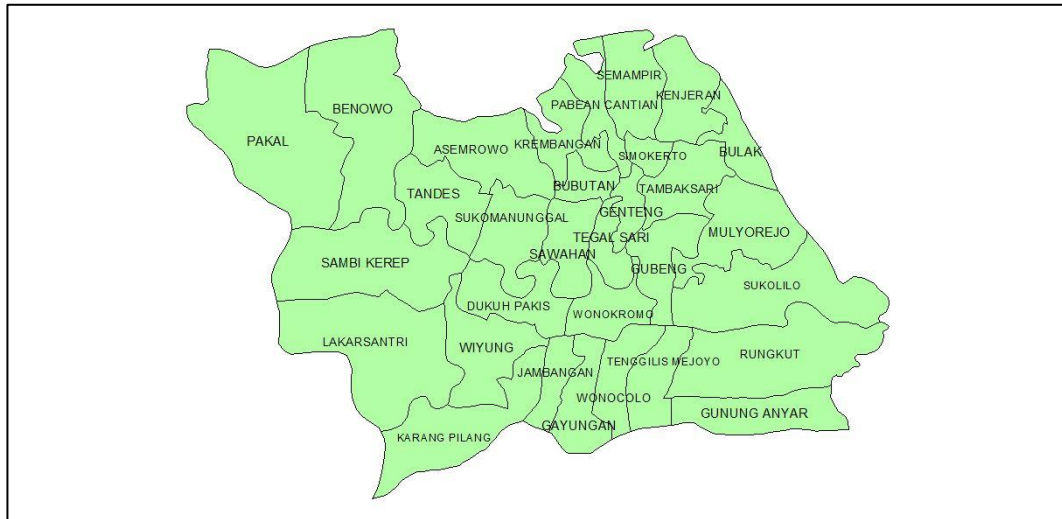 SEMAMPIR
KENJERAN
PABEAN CANTIAN
BENOWO
PAKAL
ASEMROWO
KREMBANGAN
SIMOKERTO
BULAK
TANDES
BUBUTAN
TAMBAKSARI
SUKOMANUNGGAL
GENTENG
TEGAL SARI
MULYOREJO
SAWAHAN
SAMBI KEREP
GUBENG
SUKOLILO
DUKUH PAKIS
WONOKROMO
LAKARSANTRI
WIYUNG
TENGGILIS MEJOYO
RUNGKUT
JAMBANGAN
WONOCOLO
GUNUNG ANYAR
GAYUNGAN
KARANG PILANG